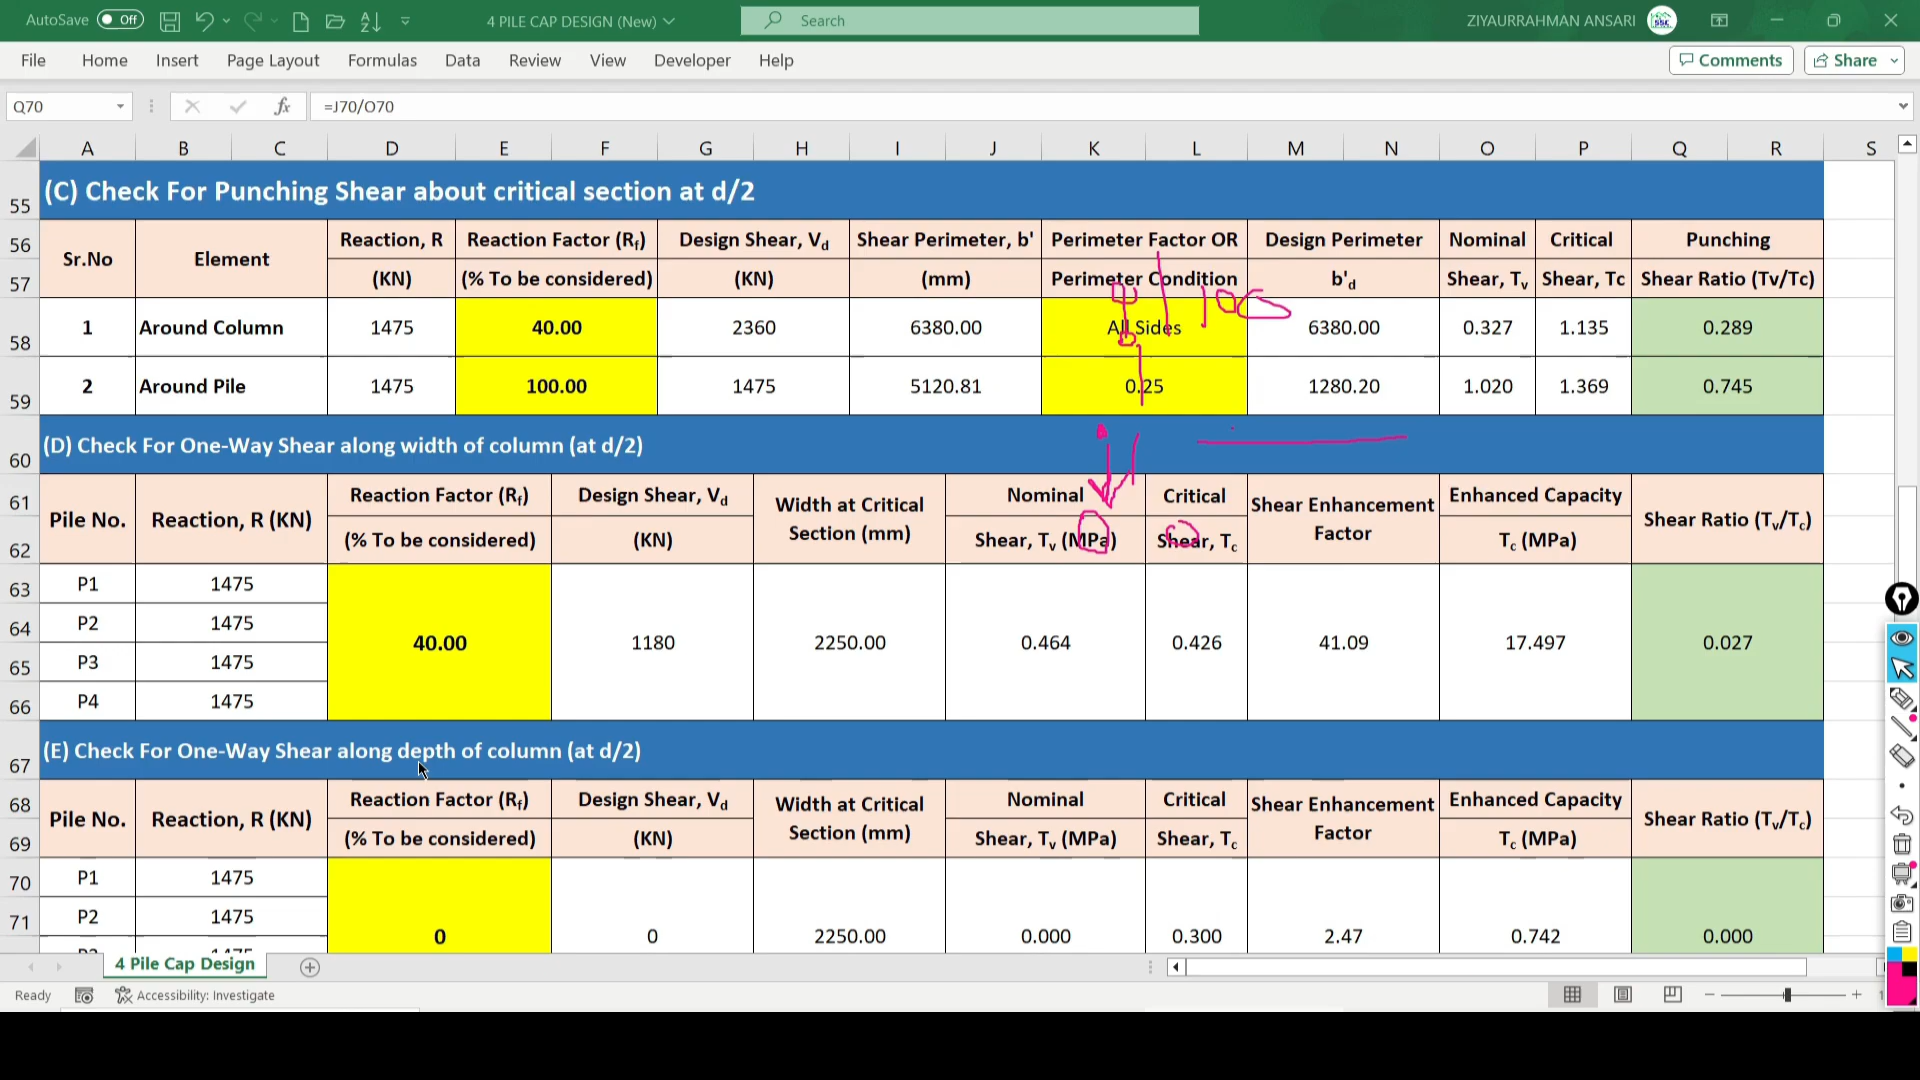 AutoSave Off 4 PILE CAP DESIGN (New) Search ZIYAURRAHMAN ANSARI
File Home Insert Page Layout Formulas Data Review View Developer Help Comments Share
Q70 fx =J70/O70
A B C D E F G H I J K L M N O P Q R S
55 (C) Check For Punching Shear about critical section at d/2
56 Sr.No Element Reaction, R Reaction Factor (Rf) Design Shear, Vd Shear Perimeter, b' Perimeter Factor OR Design Perimeter Nominal Critical Punching
57 (KN) (% To be considered) (KN) (mm) Perimeter Condition b'd Shear, Tv Shear, Tc Shear Ratio (Tv/Tc)
58 1 Around Column 1475 40.00 2360 6380.00 All Sides 6380.00 0.327 1.135 0.289
59 2 Around Pile 1475 100.00 1475 5120.81 0.25 1280.20 1.020 1.369 0.745
60 (D) Check For One-Way Shear along width of column (at d/2)
61 Pile No. Reaction, R (KN) Reaction Factor (Rf) Design Shear, Vd Width at Critical Section (mm) Nominal Critical Shear Enhancement Factor Enhanced Capacity Shear Ratio (Tv/Tc)
62 (% To be considered) (KN) Shear, Tv (MPa) Shear, Tc Tc (MPa)
63 P1 1475
64 P2 1475 40.00 1180 2250.00 0.464 0.426 41.09 17.497 0.027
65 P3 1475
66 P4 1475
67 (E) Check For One-Way Shear along depth of column (at d/2)
68 Pile No. Reaction, R (KN) Reaction Factor (Rf) Design Shear, Vd Width at Critical Section (mm) Nominal Critical Shear Enhancement Factor Enhanced Capacity Shear Ratio (Tv/Tc)
69 (% To be considered) (KN) Shear, Tv (MPa) Shear, Tc Tc (MPa)
70 P1 1475
71 P2 1475 0 0 2250.00 0.000 0.300 2.47 0.742 0.000
4 Pile Cap Design
Ready Accessibility: Investigate